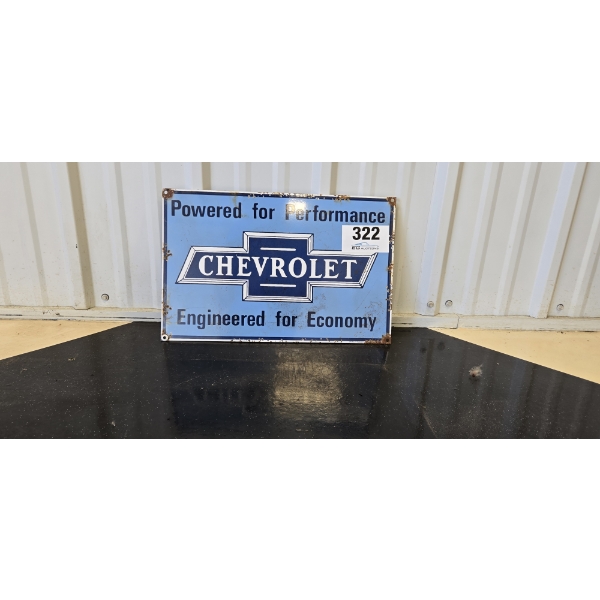 Powered for Performance
322
CHEVROLET
Engineered for Economy